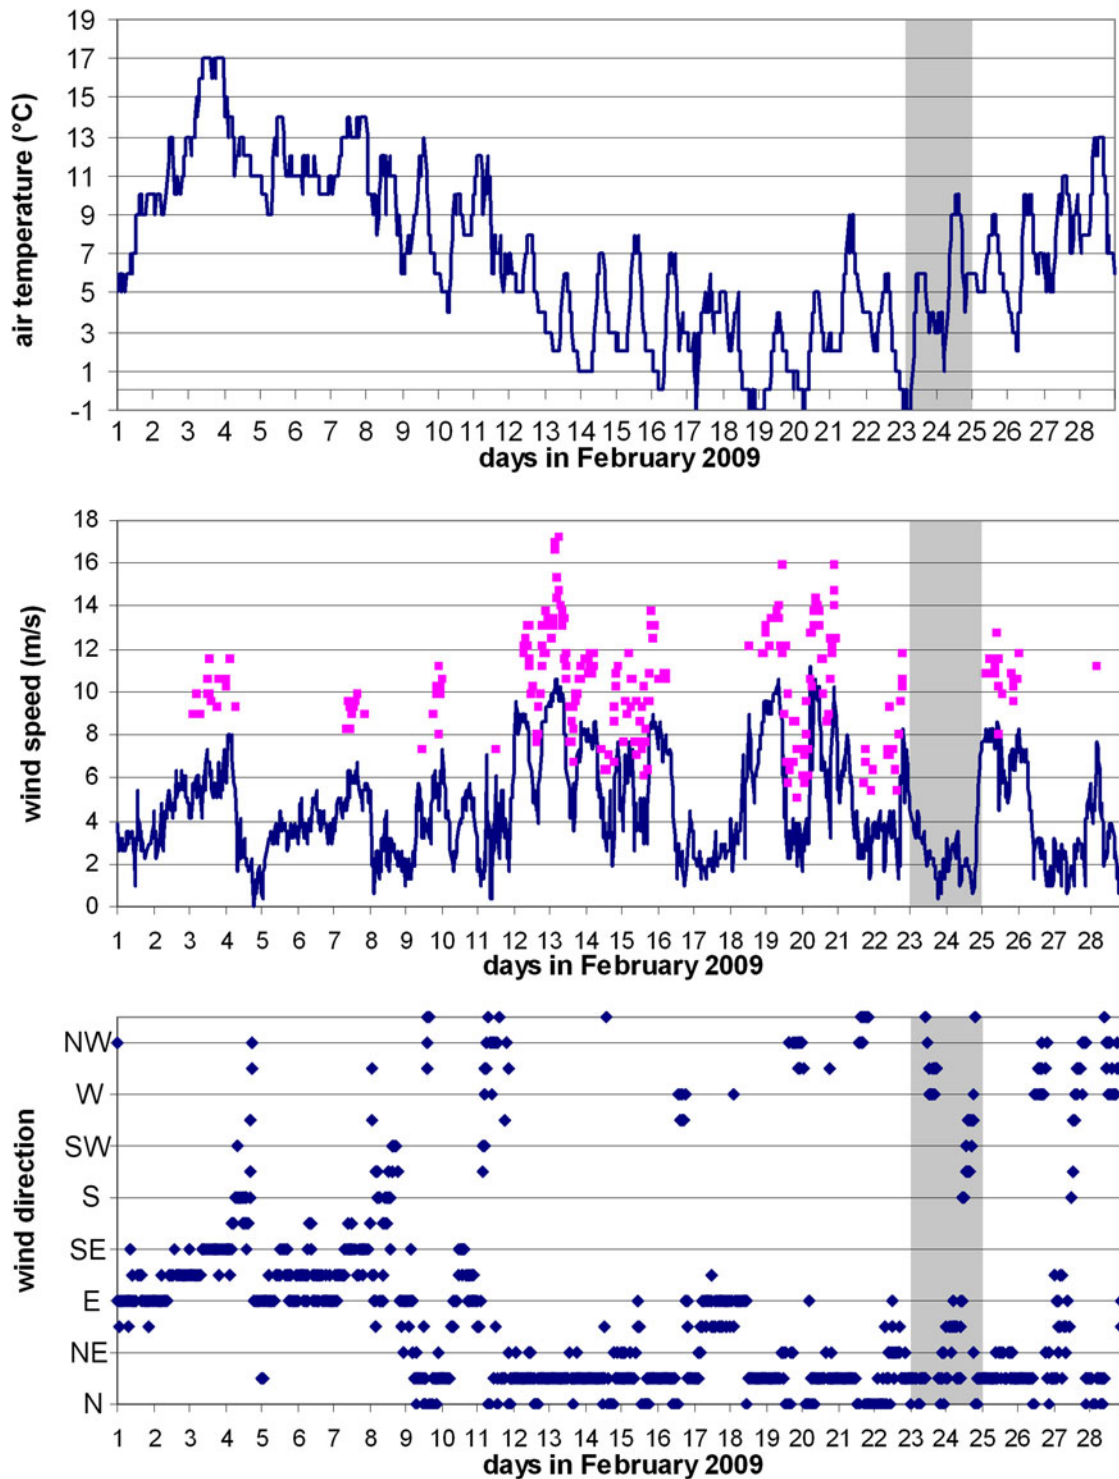 air temperature (°C)
19
17
15
13
11
9
7
5
3
1
-1
1 2 3 4 5 6 7 8 9 10 11 12 13 14 15 16 17 18 19 20 21 22 23 24 25 26 27 28
days in February 2009
wind speed (m/s)
18
16
14
12
10
8
6
4
2
0
1 2 3 4 5 6 7 8 9 10 11 12 13 14 15 16 17 18 19 20 21 22 23 24 25 26 27 28
days in February 2009
wind direction
NW
W
SW
S
SE
E
NE
N
1 2 3 4 5 6 7 8 9 10 11 12 13 14 15 16 17 18 19 20 21 22 23 24 25 26 27 28
days in February 2009